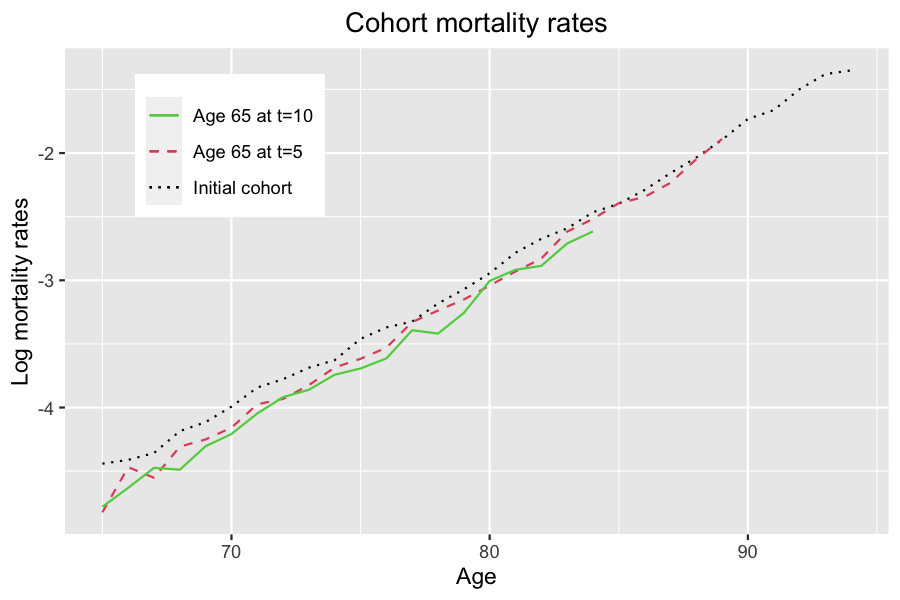 Cohort mortality rates
Age 65 at t=10
Age 65 at t=5
Initial cohort
Log mortality rates
-2
-3
-4
70 80 90
Age